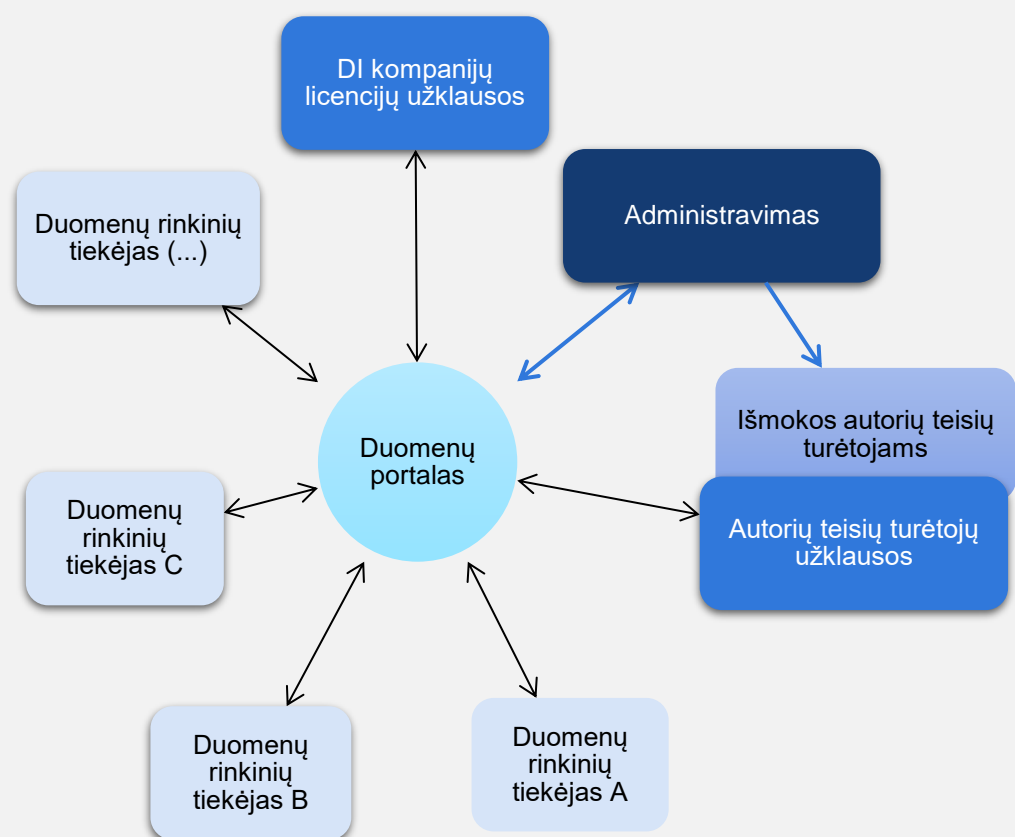 DI kompanijų
licencijų užklausos
Administravimas
Duomenų rinkinių
tiekėjas (...)
Išmokos autorių teisių
turėtojams
Duomenų
portalas
Duomenų
rinkinių
tiekėjas C
Autorių teisių turėtojų
užklausos
Duomenų
rinkinių
tiekėjas B
Duomenų
rinkinių
tiekėjas A